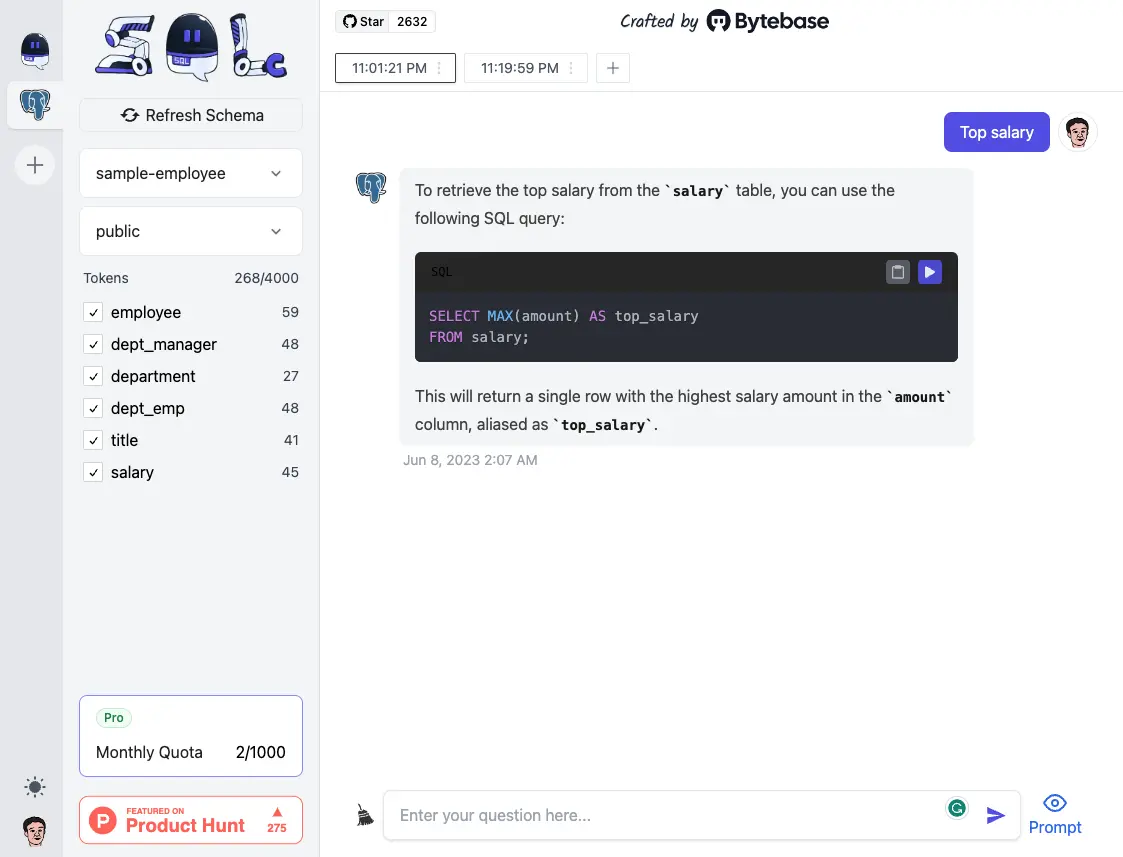 SQL
Refresh Schema
sample-employee
public
Tokens 268/4000
employee 59
dept_manager 48
department 27
dept_emp 48
title 41
salary 45
Pro
Monthly Quota 2/1000
P
FEATURED ON
Product Hunt
275
Star 2632
Crafted by Bytebase
11:01:21 PM
11:19:59 PM
Top salary
To retrieve the top salary from the `salary` table, you can use the
following SQL query:
SQL
SELECT MAX(amount) AS top_salary
FROM salary;
This will return a single row with the highest salary amount in the `amount`
column, aliased as `top_salary`.
Jun 8, 2023 2:07 AM
Enter your question here...
G
Prompt